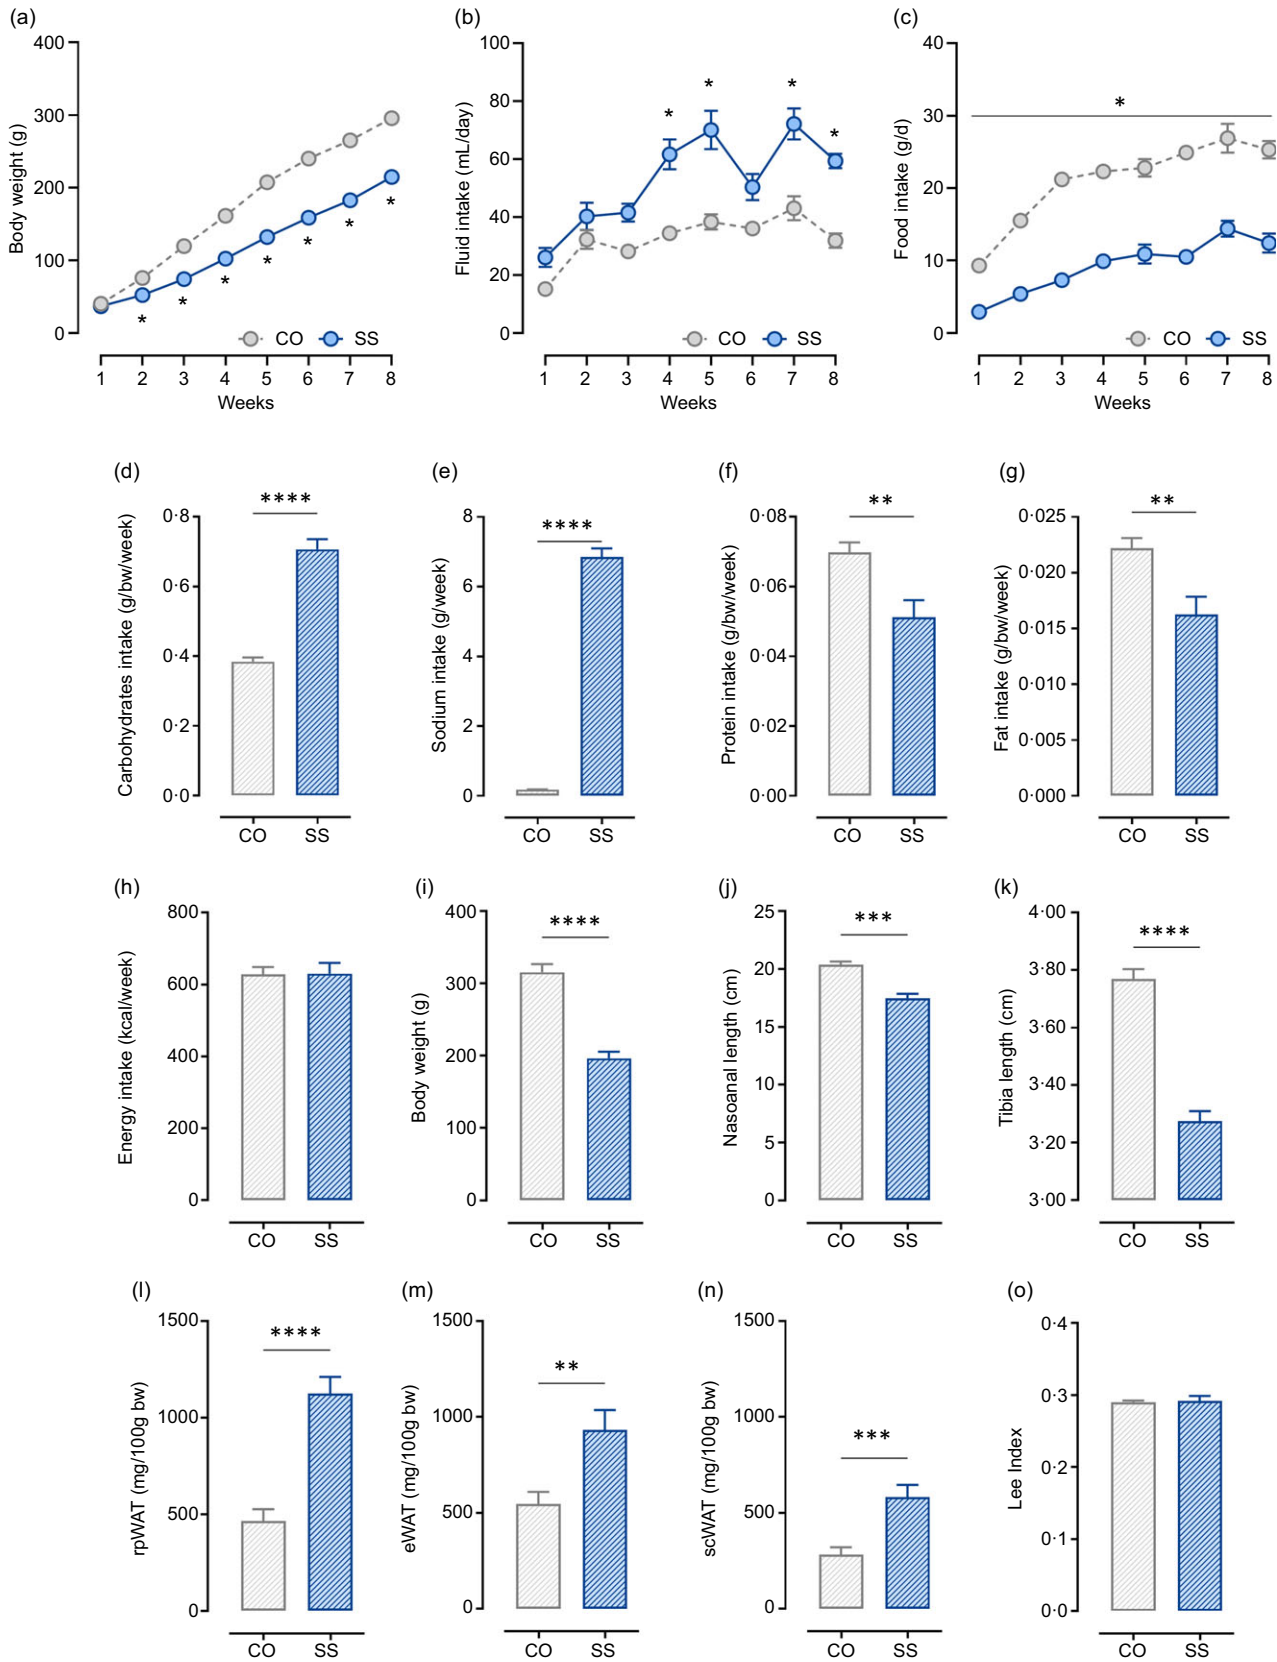 (a)
400
300
200
100
0
Body weight (g)
* * * * * * *
CO SS
1 2 3 4 5 6 7 8
Weeks
(b)
100
80
60
40
20
0
Fluid intake (mL/day)
* * * *
CO SS
1 2 3 4 5 6 7 8
Weeks
(c)
40
30
20
10
0
Food intake (g/d)
*
CO SS
1 2 3 4 5 6 7 8
Weeks
(d)
0·8
0·6
0·4
0·2
0·0
Carbohydrates intake (g/bw/week)
****
CO SS
(e)
8
6
4
2
0
Sodium intake (g/week)
****
CO SS
(f)
0·08
0·06
0·04
0·02
0·00
Protein intake (g/bw/week)
**
CO SS
(g)
0·025
0·020
0·015
0·010
0·005
0·000
Fat intake (g/bw/week)
**
CO SS
(h)
800
600
400
200
0
Energy intake (kcal/week)
CO SS
(i)
400
300
200
100
0
Body weight (g)
****
CO SS
(j)
25
20
15
10
5
0
Nasoanal length (cm)
***
CO SS
(k)
4·00
3·80
3·60
3·40
3·20
3·00
Tibia length (cm)
****
CO SS
(l)
1500
1000
500
0
rpWAT (mg/100g bw)
****
CO SS
(m)
1500
1000
500
0
eWAT (mg/100g bw)
**
CO SS
(n)
1500
1000
500
0
scWAT (mg/100g bw)
***
CO SS
(o)
0·4
0·3
0·2
0·1
0·0
Lee Index
CO SS